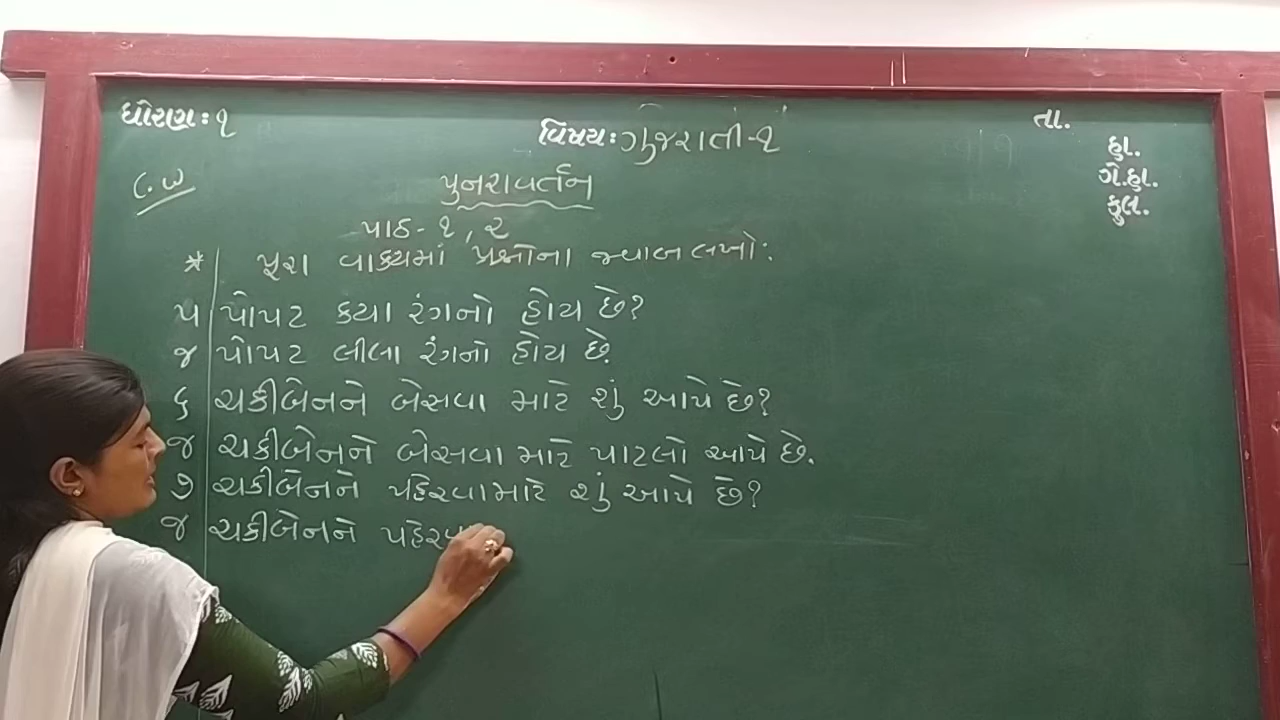 ધોરણ: ૧
વિષય: ગુજરાતી-૧
તા.
હા.
ગે.હા.
કુલ.
C.W
પુનરાવર્તન
પાઠ- ૧, ૨
* પૂરા વાક્યમાં પ્રશ્નોના જવાબ લખો:
૫ પોપટ કયા રંગનો હોય છે?
જ પોપટ લીલા રંગનો હોય છે.
૬ ચકીબેનને બેસવા માટે શું આપે છે?
જ ચકીબેનને બેસવા માટે પાટલો આપે છે.
૭ ચકીબેનને પહેરવા માટે શું આપે છે?
જ ચકીબેનને પહેરવા